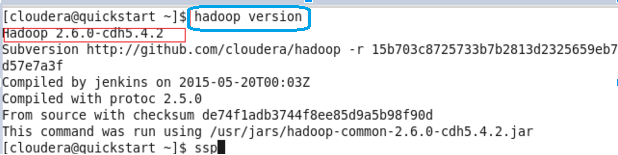 [cloudera@quickstart ~]$ hadoop version
Hadoop 2.6.0-cdh5.4.2
Subversion http://github.com/cloudera/hadoop -r 15b703c8725733b7b2813d2325659eb7
d57e7a3f
Compiled by jenkins on 2015-05-20T00:03Z
Compiled with protoc 2.5.0
From source with checksum de74f1adb3744f8ee85d9a5b98f90d
This command was run using /usr/jars/hadoop-common-2.6.0-cdh5.4.2.jar
[cloudera@quickstart ~]$ ssp